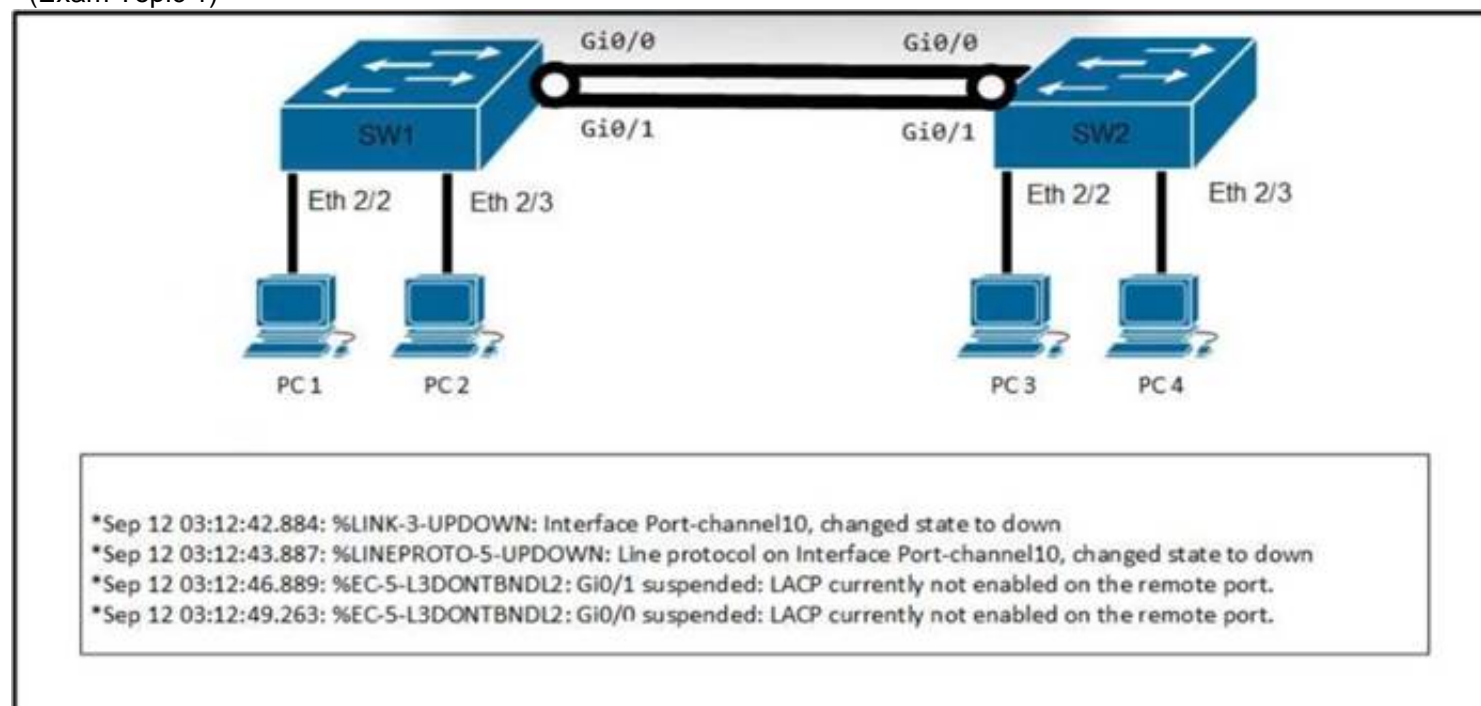 Gi0/0 Gi0/0
SW1 SW2
Gi0/1 Gi0/1
Eth 2/2 Eth 2/3 Eth 2/2 Eth 2/3
PC 1 PC 2 PC 3 PC 4
*Sep 12 03:12:42.884: %LINK-3-UPDOWN: Interface Port-channel10, changed state to down
*Sep 12 03:12:43.887: %LINEPROTO-5-UPDOWN: Line protocol on Interface Port-channel10, changed state to down
*Sep 12 03:12:46.889: %EC-5-L3DONTBNDL2: Gi0/1 suspended: LACP currently not enabled on the remote port.
*Sep 12 03:12:49.263: %EC-5-L3DONTBNDL2: Gi0/0 suspended: LACP currently not enabled on the remote port.